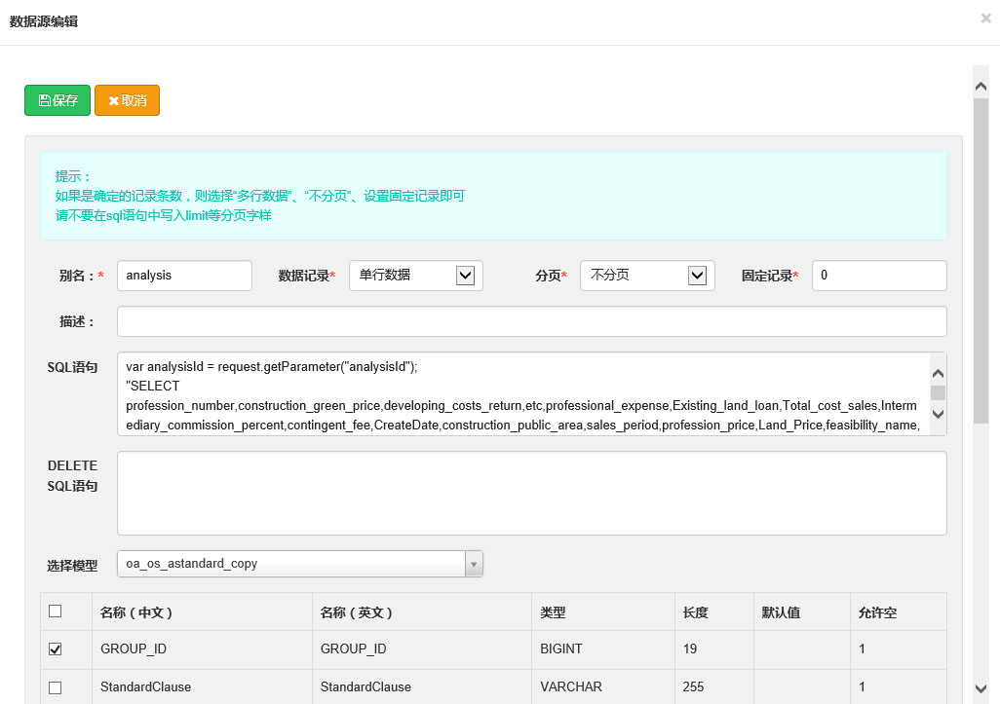 数据源编辑
×
保存 取消
提示：
如果是确定的记录条数，则选择“多行数据”、“不分页”、设置固定记录即可
请不要在sql语句中写入limit等分页字样
别名：* analysis 数据记录* 单行数据 分页* 不分页 固定记录* 0
描述：
SQL语句 var analysisId = request.getParameter("analysisId");
"SELECT
profession_number,construction_green_price,developing_costs_return,etc,professional_expense,Existing_land_loan,Total_cost_sales,Interm
ediary_commission_percent,contingent_fee,CreateDate,construction_public_area,sales_period,profession_price,Land_Price,feasibility_name,
DELETE
SQL语句
选择模型 oa_os_astandard_copy
名称（中文） 名称（英文） 类型 长度 默认值 允许空
GROUP_ID GROUP_ID BIGINT 19 1
StandardClause StandardClause VARCHAR 255 1